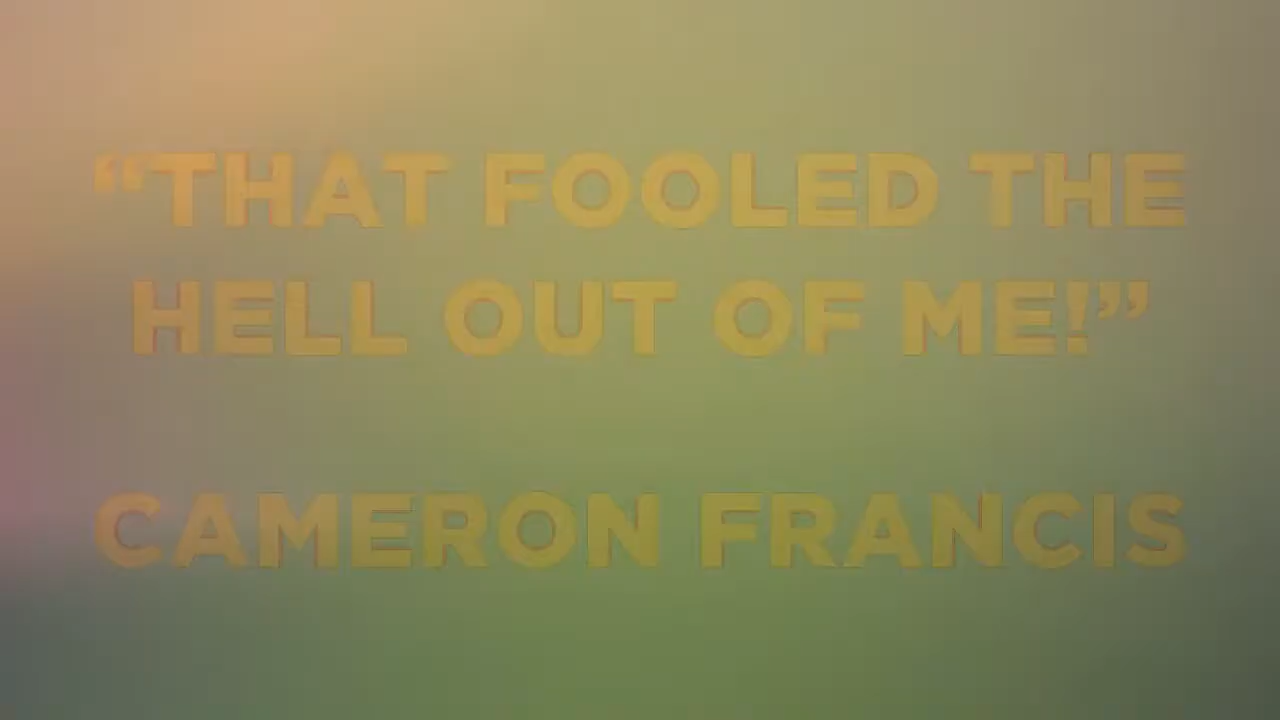 “THAT FOOLED THE
HELL OUT OF ME!”
CAMERON FRANCIS